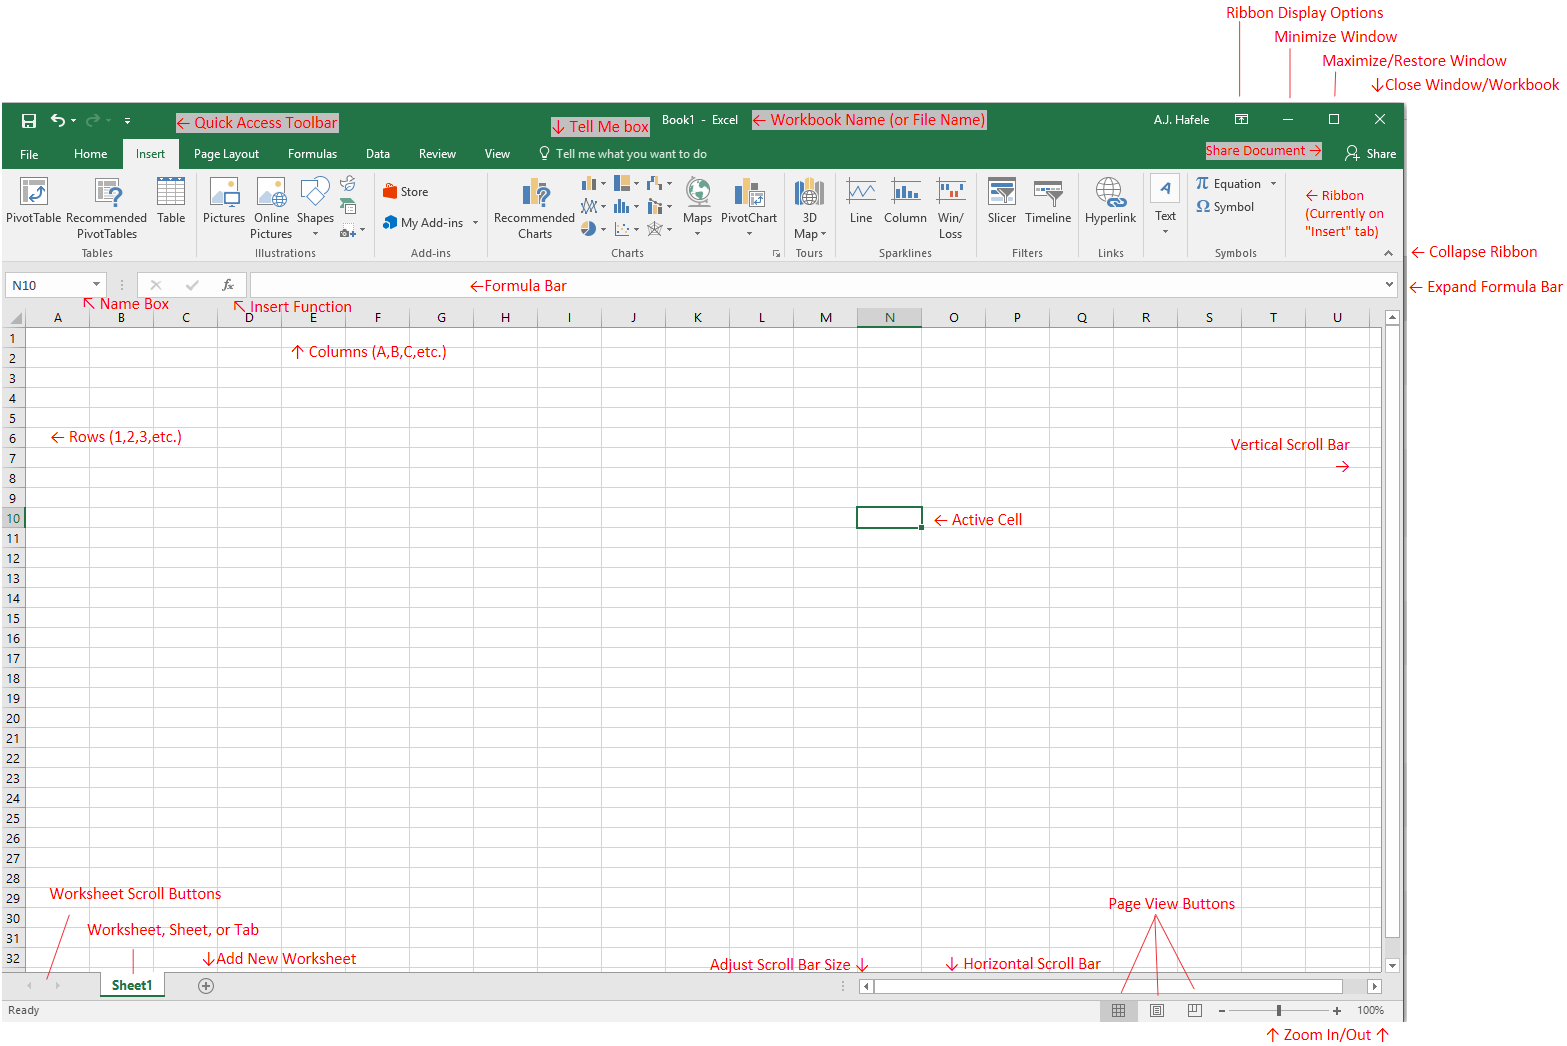 Ribbon Display Options
Minimize Window
Maximize/Restore Window
↓Close Window/Workbook
← Quick Access Toolbar
↓ Tell Me box
Book1 - Excel
← Workbook Name (or File Name)
A.J. Hafele
File
Home
Insert
Page Layout
Formulas
Data
Review
View
Tell me what you want to do
Share Document →
Share
PivotTable
Recommended
PivotTables
Table
Tables
Pictures
Online
Pictures
Shapes
Illustrations
Store
My Add-ins
Add-ins
Recommended
Charts
Maps
PivotChart
Charts
3D
Map
Tours
Line
Column
Win/
Loss
Sparklines
Slicer
Timeline
Filters
Hyperlink
Links
A
Text
π Equation
Ω Symbol
Symbols
← Ribbon
(Currently on
"Insert" tab)
← Collapse Ribbon
N10
fx
←Formula Bar
← Expand Formula Bar
↖ Name Box
↖ Insert Function
A B C D E F G H I J K L M N O P Q R S T U
1
↑ Columns (A,B,C,etc.)
2
3
4
5
6
← Rows (1,2,3,etc.)
Vertical Scroll Bar
→
7
8
9
10
← Active Cell
11
12
13
14
15
16
17
18
19
20
21
22
23
24
25
26
27
28
29
Worksheet Scroll Buttons
Page View Buttons
30
31
Worksheet, Sheet, or Tab
32
↓Add New Worksheet
Adjust Scroll Bar Size ↓
↓ Horizontal Scroll Bar
Sheet1
Ready
100%
↑ Zoom In/Out ↑